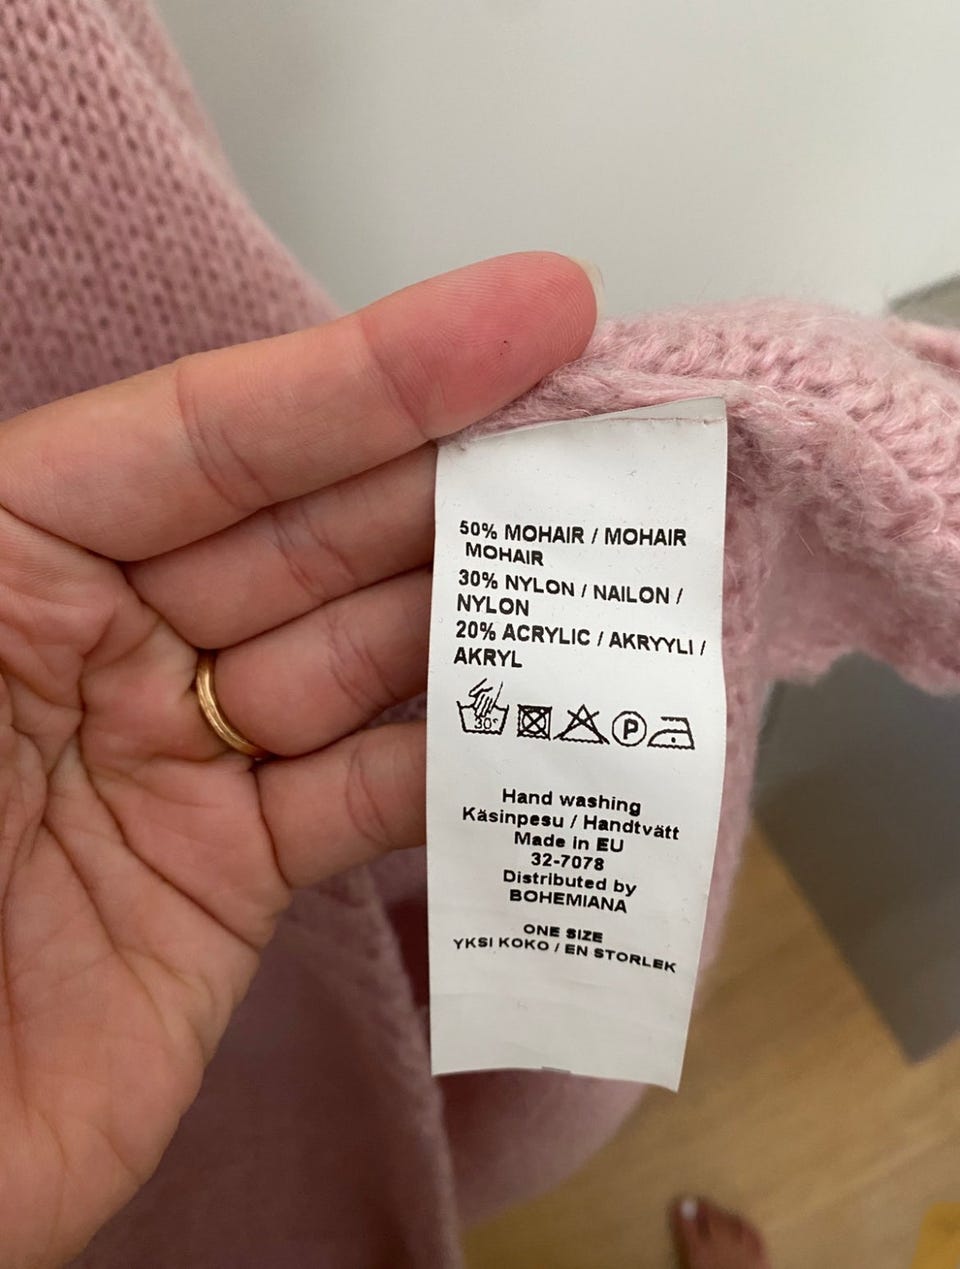 50% MOHAIR / MOHAIR
MOHAIR
30% NYLON / NAILON /
NYLON
20% ACRYLIC / AKRYYLI /
AKRYL
30°
P
Hand washing
Käsinpesu / Handtvätt
Made in EU
32-7078
Distributed by
BOHEMIANA
ONE SIZE
YKSI KOKO / EN STORLEK